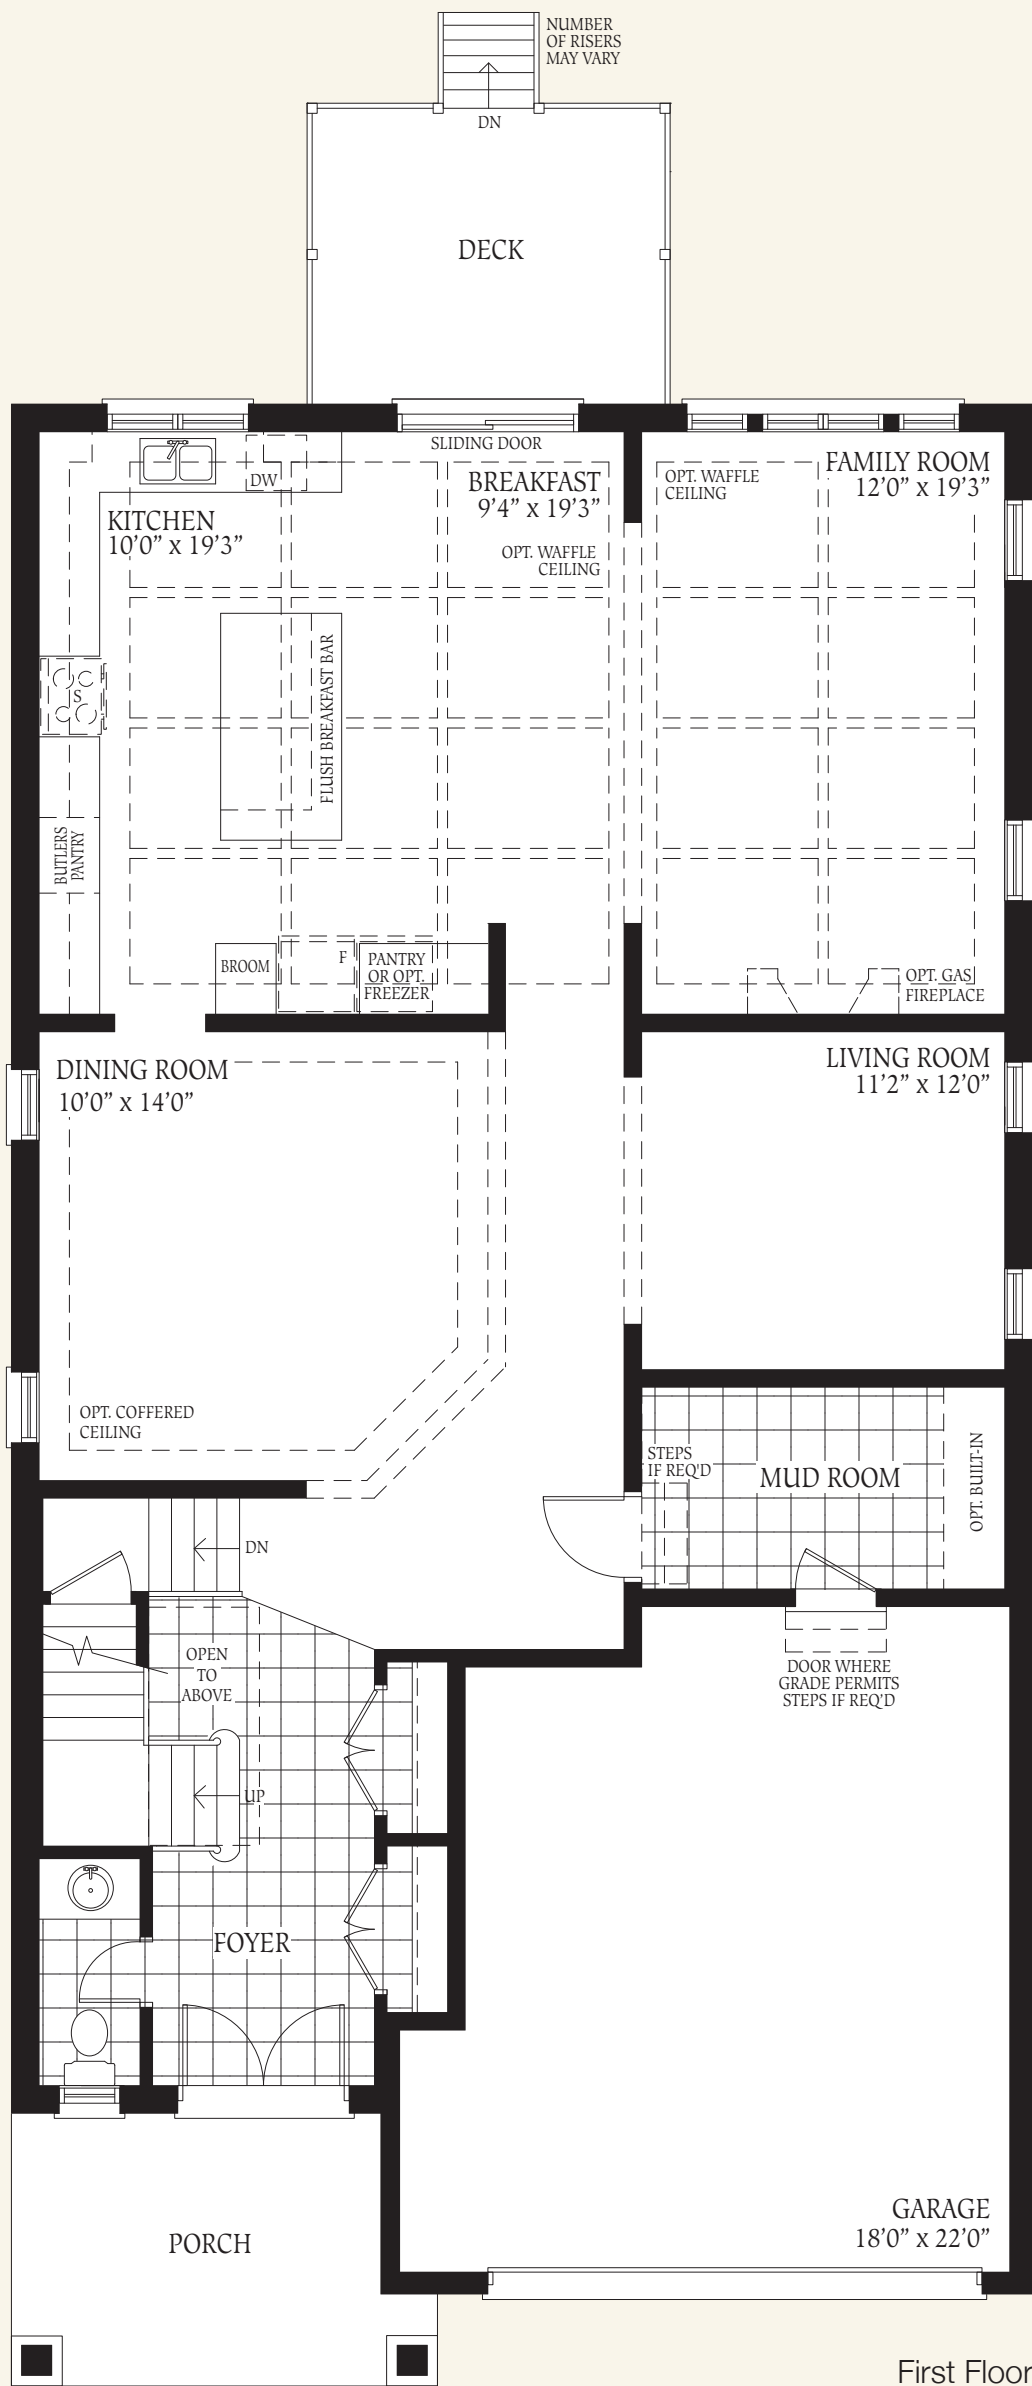 NUMBER
OF RISERS
MAY VARY
DN
DECK
SLIDING DOOR
DW
BREAKFAST
9’4” x 19’3”
OPT. WAFFLE
CEILING
OPT. WAFFLE
CEILING
FAMILY ROOM
12’0” x 19’3”
KITCHEN
10’0” x 19’3”
FLUSH BREAKFAST BAR
S
BUTLERS
PANTRY
BROOM
F
PANTRY
OR OPT.
FREEZER
OPT. GAS
FIREPLACE
DINING ROOM
10’0” x 14’0”
LIVING ROOM
11’2” x 12’0”
OPT. COFFERED
CEILING
STEPS
IF REQ'D
MUD ROOM
OPT. BUILT-IN
DN
OPEN
TO
ABOVE
DOOR WHERE
GRADE PERMITS
STEPS IF REQ'D
UP
FOYER
GARAGE
18’0” x 22’0”
PORCH
First Floor